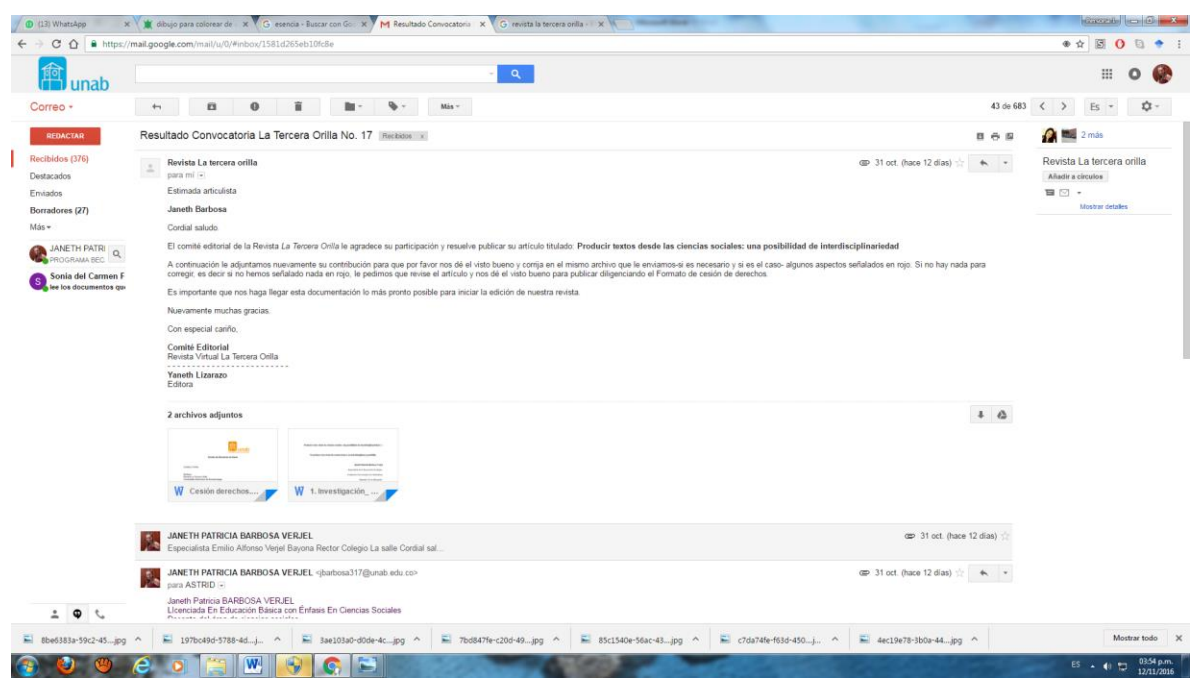 (13) WhatsApp
dibujo para colorear de
esencia - Buscar con Go
Resultado Convocatoria
revista la tercera orilla -
https://mail.google.com/mail/u/0/#inbox/1581d265eb10fc8e
unab
Correo
Más
43 de 683
Es
REDACTAR
Resultado Convocatoria La Tercera Orilla No. 17
Recibidos x
2 más
Recibidos (376)
Destacados
Enviados
Borradores (27)
Más
JANETH PATRI
PROGRAMA BEC
Sonia del Carmen F
lee los documentos que
Revista La tercera orilla
31 oct. (hace 12 días)
para mí
Revista La tercera orilla
Añadir a círculos
Mostrar detalles
Estimada articulista
Janeth Barbosa
Cordial saludo.
El comité editorial de la Revista La Tercera Orilla le agradece su participación y resuelve publicar su artículo titulado: Producir textos desde las ciencias sociales: una posibilidad de interdisciplinariedad
A continuación le adjuntamos nuevamente su contribución para que por favor nos dé el visto bueno y corrija en el mismo archivo que le enviamos-si es necesario y si es el caso- algunos aspectos señalados en rojo. Si no hay nada para
corregir, es decir si no hemos señalado nada en rojo, le pedimos que revise el artículo y nos dé el visto bueno para publicar diligenciando el Formato de cesión de derechos.
Es importante que nos haga llegar esta documentación lo más pronto posible para iniciar la edición de nuestra revista.
Nuevamente muchas gracias.
Con especial cariño,
Comité Editorial
Revista Virtual La Tercera Orilla
Yaneth Lizarazo
Editora
2 archivos adjuntos
unab
Cesión derechos....
1. Investigación_ ...
JANETH PATRICIA BARBOSA VERJEL
31 oct. (hace 12 días)
Especialista Emilio Alfonso Verjel Bayona Rector Colegio La salle Cordial sal...
JANETH PATRICIA BARBOSA VERJEL <jbarbosa317@unab.edu.co>
31 oct. (hace 12 días)
para ASTRID
Janeth Patricia BARBOSA VERJEL
Licenciada En Educación Básica con Énfasis En Ciencias Sociales
8be6383a-59c2-45....jpg
197bc49d-5788-4d....j...
3ae103a0-d0de-4c...jpg
7bd847fe-c20d-49....jpg
85c1540e-56ac-43....jpg
c7da74fe-f63d-450....j...
4ec19e78-3b0a-44...jpg
Mostrar todo
ES
03:54 p.m.
12/11/2016